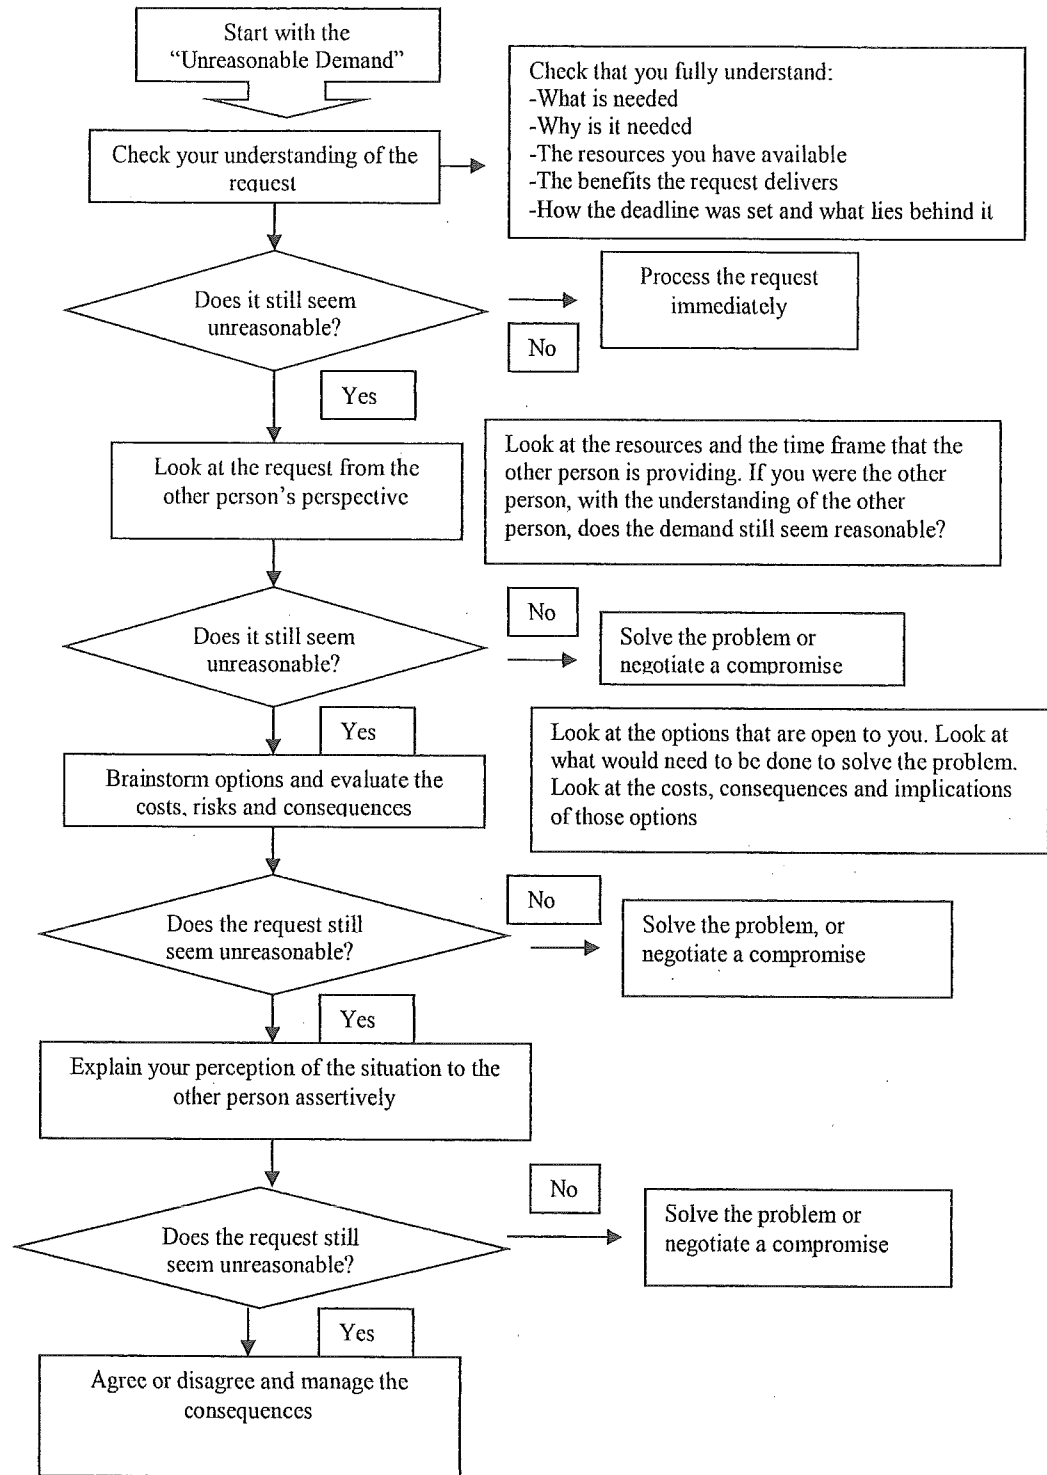 Start with the
“Unreasonable Demand”
Check that you fully understand:
-What is needed
-Why is it needed
-The resources you have available
-The benefits the request delivers
-How the deadline was set and what lies behind it
Check your understanding of the
request
Does it still seem
unreasonable?
Process the request
immediately
No
Yes
Look at the request from the
other person’s perspective
Look at the resources and the time frame that the
other person is providing. If you were the other
person, with the understanding of the other
person, does the demand still seem reasonable?
Does it still seem
unreasonable?
No
Solve the problem or
negotiate a compromise
Yes
Brainstorm options and evaluate the
costs, risks and consequences
Look at the options that are open to you. Look at
what would need to be done to solve the problem.
Look at the costs, consequences and implications
of those options
Does the request still
seem unreasonable?
No
Solve the problem, or
negotiate a compromise
Yes
Explain your perception of the situation to the
other person assertively
Does the request still
seem unreasonable?
No
Solve the problem or
negotiate a compromise
Yes
Agree or disagree and manage the
consequences